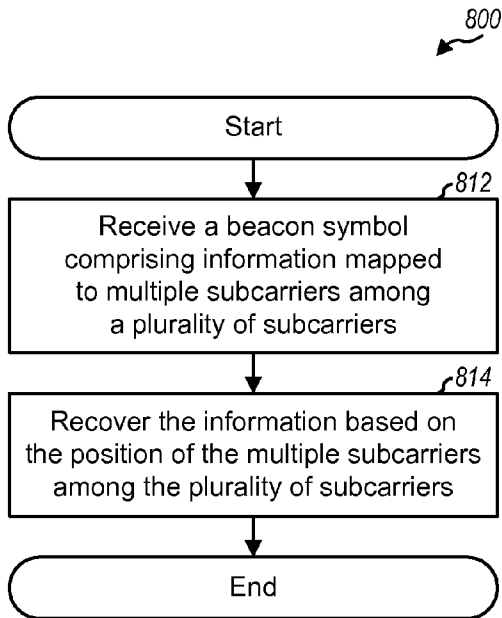 800
Start
812
Receive a beacon symbol
comprising information mapped
to multiple subcarriers among
a plurality of subcarriers
814
Recover the information based on
the position of the multiple subcarriers
among the plurality of subcarriers
End